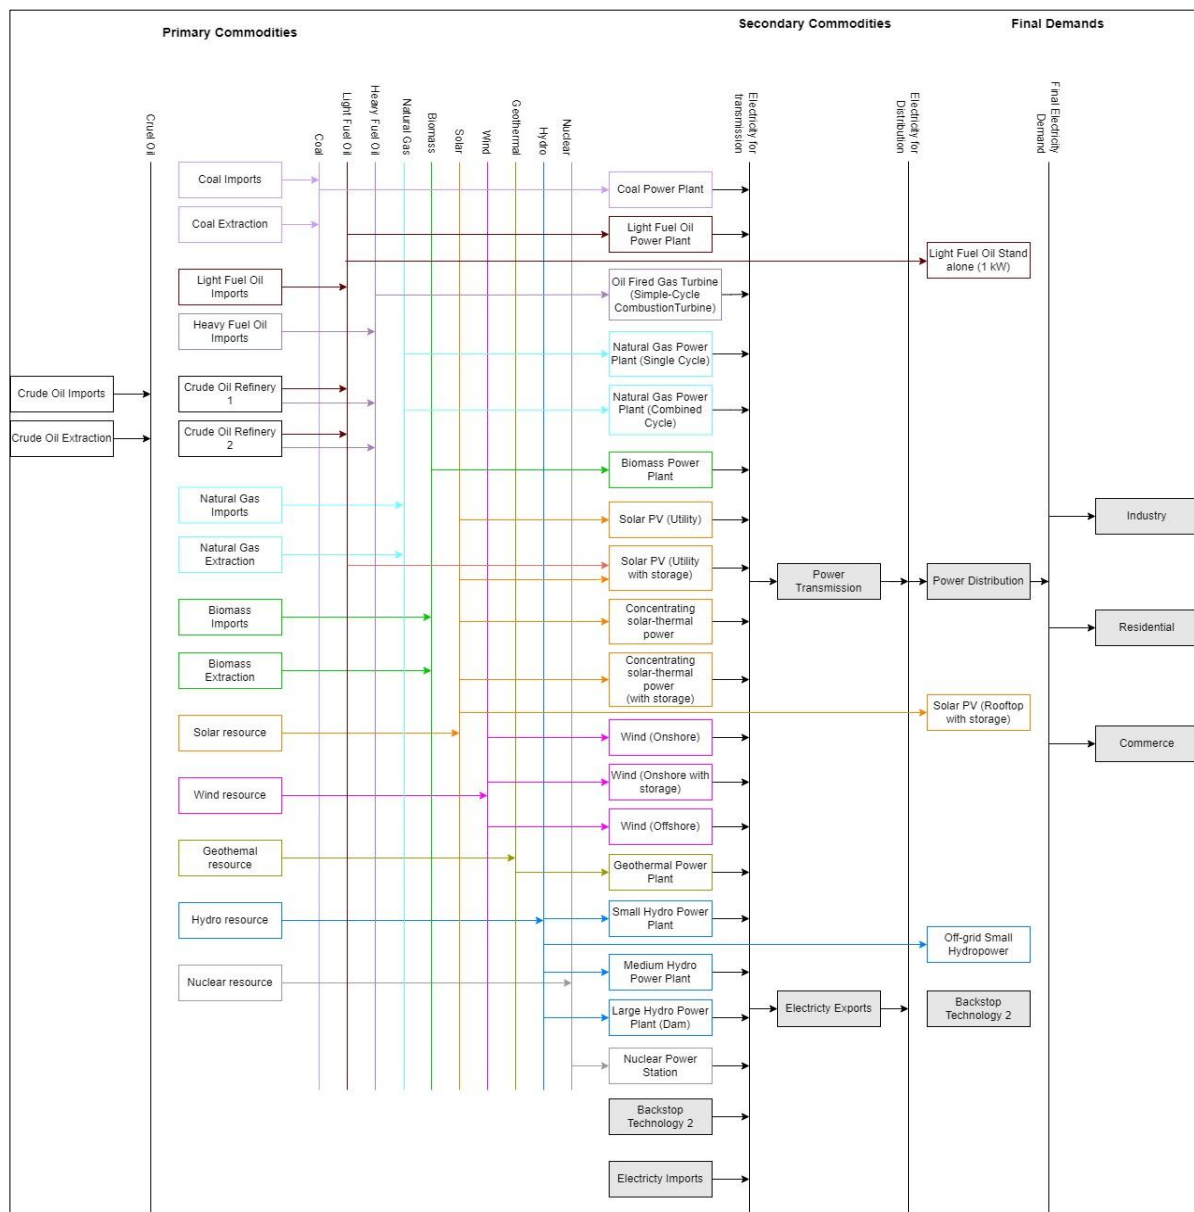 Primary Commodities
Secondary Commodities
Final Demands
Cruel Oil
Coal
Light Fuel Oil
Heavy Fuel Oil
Natural Gas
Biomass
Solar
Wind
Geothermal
Hydro
Nuclear
Electricity for
transmission
Electricity for
Distribution
Final Electricity
Demand
Coal Imports
Coal Power Plant
Coal Extraction
Light Fuel Oil
Power Plant
Light Fuel Oil Stand
alone (1 kW)
Light Fuel Oil
Imports
Oil Fired Gas Turbine
(Simple-Cycle
CombustionTurbine)
Heavy Fuel Oil
Imports
Natural Gas Power
Plant (Single Cycle)
Crude Oil Imports
Crude Oil Refinery
1
Natural Gas Power
Plant (Combined
Cycle)
Crude Oil Extraction
Crude Oil Refinery
2
Biomass Power
Plant
Natural Gas
Imports
Solar PV (Utility)
Industry
Natural Gas
Extraction
Solar PV (Utility
with storage)
Power
Transmission
Power Distribution
Biomass
Imports
Concentrating
solar-thermal
power
Residential
Biomass
Extraction
Concentrating
solar-thermal
power
(with storage)
Solar PV (Rooftop
with storage)
Solar resource
Wind (Onshore)
Commerce
Wind resource
Wind (Onshore with
storage)
Wind (Offshore)
Geothemal
resource
Geothermal Power
Plant
Hydro resource
Small Hydro Power
Plant
Off-grid Small
Hydropower
Nuclear resource
Medium Hydro
Power Plant
Large Hydro Power
Plant (Dam)
Electricty Exports
Backstop
Technology 2
Nuclear Power
Station
Backstop
Technology 2
Electricty Imports